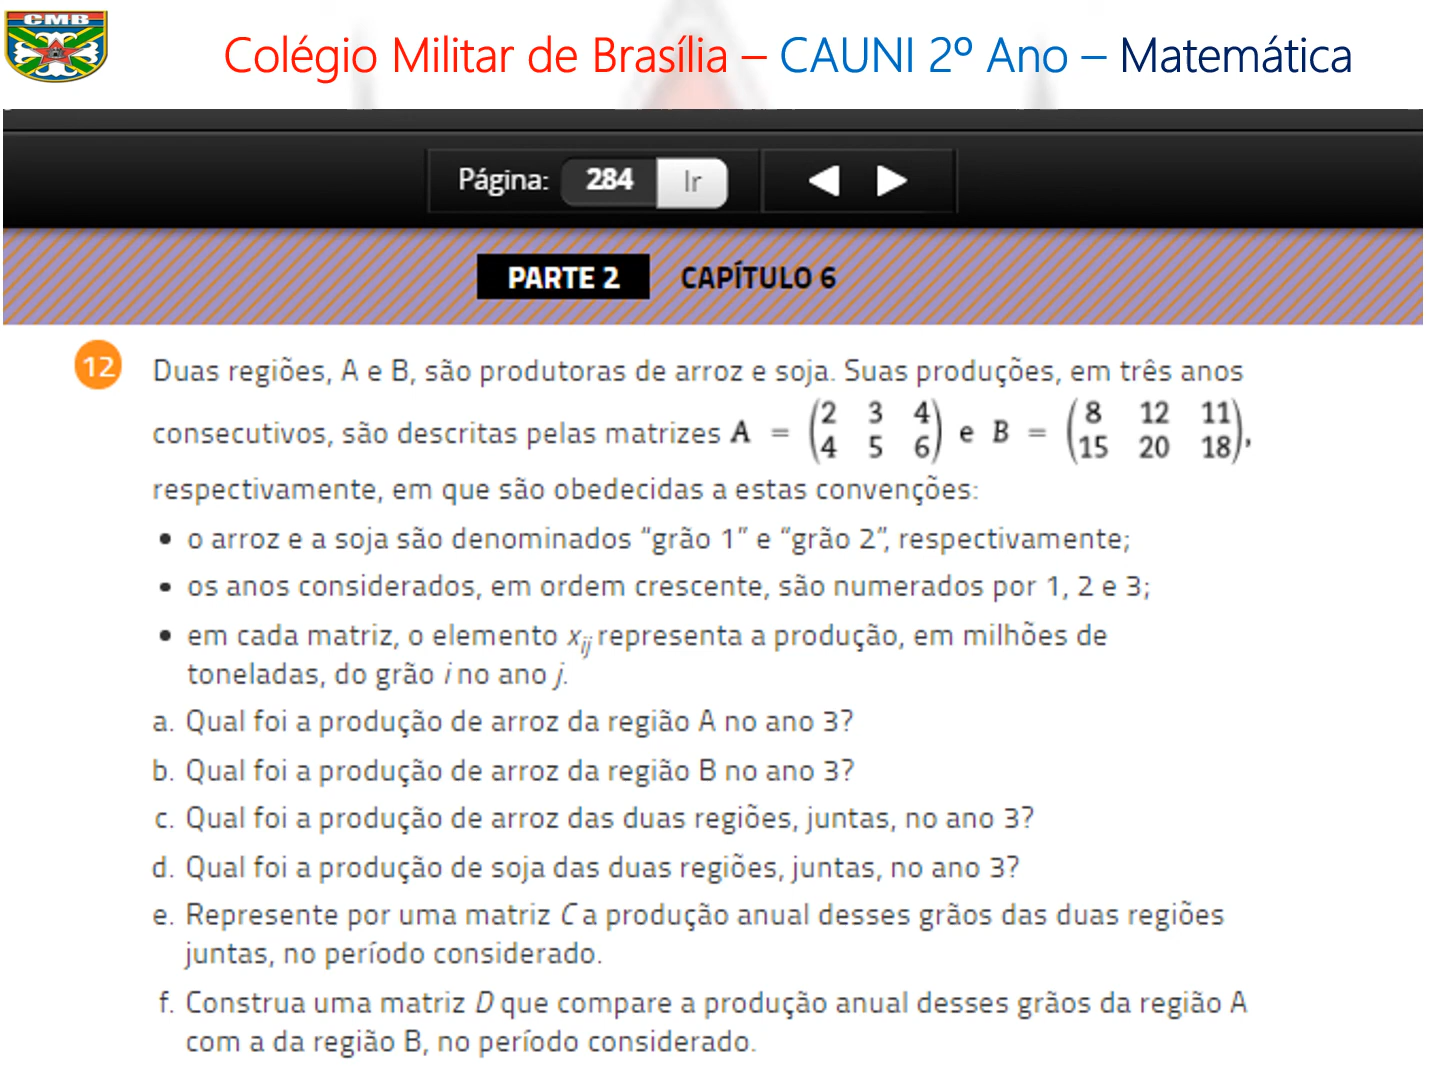 CMB
Colégio Militar de Brasília – CAUNI 2º Ano – Matemática
Página: 284 Ir
PARTE 2 CAPÍTULO 6
12 Duas regiões, A e B, são produtoras de arroz e soja. Suas produções, em três anos
consecutivos, são descritas pelas matrizes A = (2 3 4 / 4 5 6) e B = (8 12 11 / 15 20 18),
respectivamente, em que são obedecidas a estas convenções:
• o arroz e a soja são denominados “grão 1” e “grão 2”, respectivamente;
• os anos considerados, em ordem crescente, são numerados por 1, 2 e 3;
• em cada matriz, o elemento xij representa a produção, em milhões de
toneladas, do grão i no ano j.
a. Qual foi a produção de arroz da região A no ano 3?
b. Qual foi a produção de arroz da região B no ano 3?
c. Qual foi a produção de arroz das duas regiões, juntas, no ano 3?
d. Qual foi a produção de soja das duas regiões, juntas, no ano 3?
e. Represente por uma matriz C a produção anual desses grãos das duas regiões
juntas, no período considerado.
f. Construa uma matriz D que compare a produção anual desses grãos da região A
com a da região B, no período considerado.